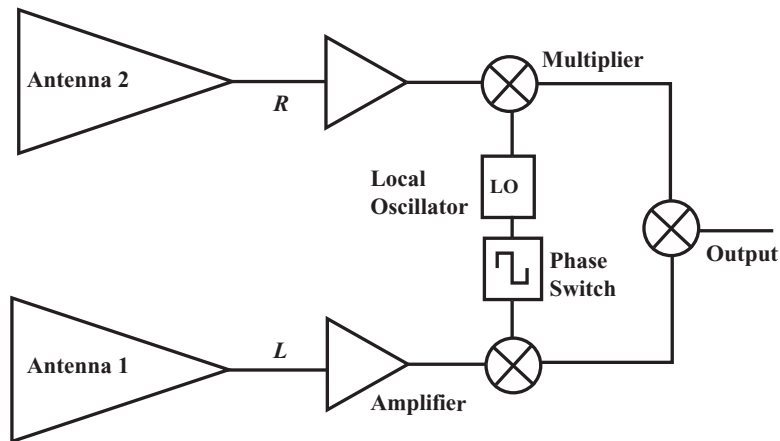 Antenna 2
R
Multiplier
Local
Oscillator
LO
Phase
Switch
Output
Antenna 1
L
Amplifier